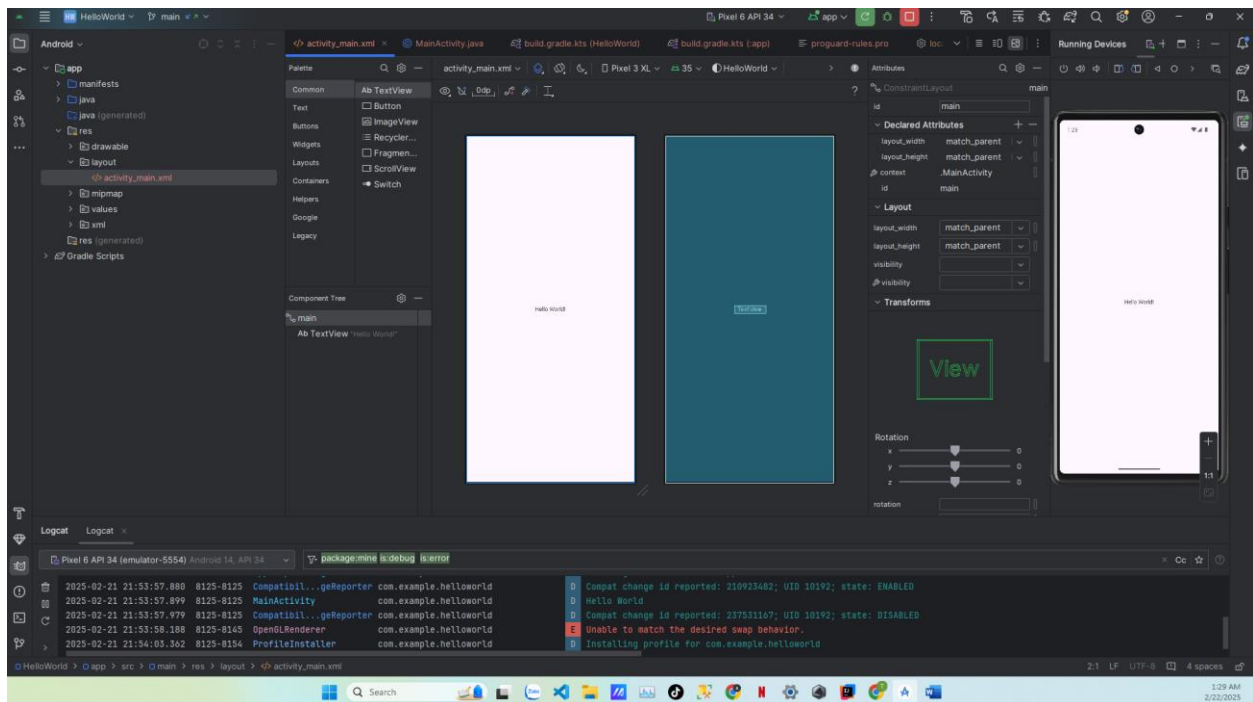 HW HelloWorld main
Pixel 6 API 34 app
Android
activity_main.xml MainActivity.java build.gradle.kts (HelloWorld) build.gradle.kts (:app) proguard-rules.pro loc.
Running Devices
app
manifests
java
java (generated)
res
drawable
layout
activity_main.xml
mipmap
values
xml
res (generated)
Gradle Scripts
Palette
Common
Text
Buttons
Widgets
Layouts
Containers
Helpers
Google
Legacy
Ab TextView
Button
ImageView
Recycler...
Fragmen...
ScrollView
Switch
Component Tree
main
Ab TextView "Hello World!"
activity_main.xml Pixel 3 XL 35 HelloWorld
0dp
?
Hello World!
TextView
Attributes
ConstraintLayout main
id main
Declared Attributes
layout_width match_parent
layout_height match_parent
context .MainActivity
id main
Layout
layout_width match_parent
layout_height match_parent
visibility
visibility
Transforms
View
Rotation
x 0
y 0
z 0
rotation
Hello World!
1:1
Logcat Logcat
Pixel 6 API 34 (emulator-5554) Android 14, API 34
package:mine is:debug is:error
Cc
2025-02-21 21:53:57.880 8125-8125 Compatibil...geReporter com.example.helloworld D Compat change id reported: 210923482; UID 10192; state: ENABLED
2025-02-21 21:53:57.899 8125-8125 MainActivity com.example.helloworld D Hello World
2025-02-21 21:53:57.979 8125-8125 Compatibil...geReporter com.example.helloworld D Compat change id reported: 237531167; UID 10192; state: DISABLED
2025-02-21 21:53:58.188 8125-8145 OpenGLRenderer com.example.helloworld E Unable to match the desired swap behavior.
2025-02-21 21:54:03.362 8125-8154 ProfileInstaller com.example.helloworld D Installing profile for com.example.helloworld
HelloWorld > app > src > main > res > layout > activity_main.xml
2:1 LF UTF-8 4 spaces
Search
1:29 AM
2/22/2025